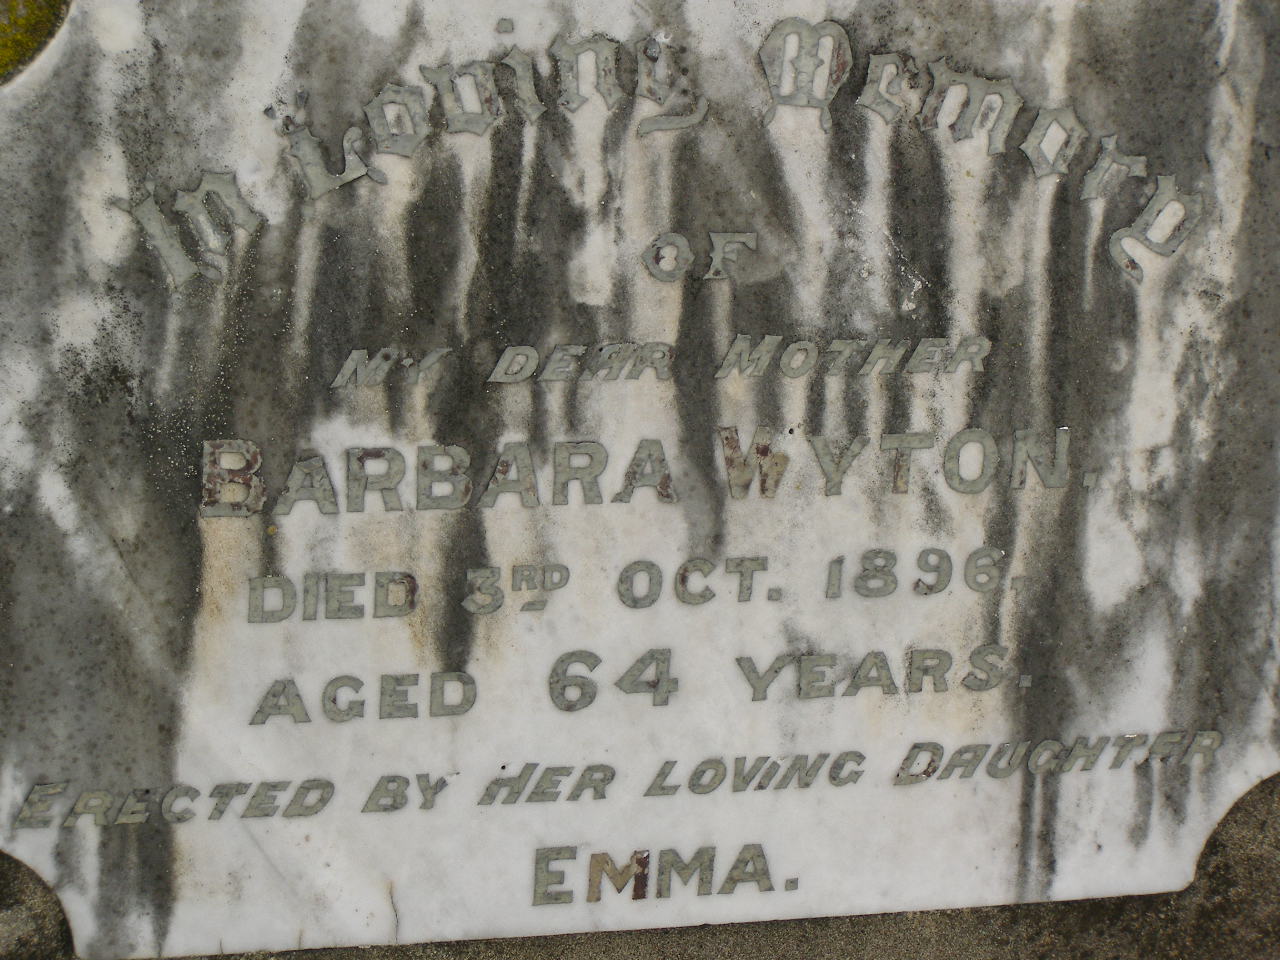 In Loving Memory
OF
MY DEAR MOTHER
BARBARA WYTON.
DIED 3RD OCT. 1896.
AGED 64 YEARS.
ERECTED BY HER LOVING DAUGHTER
EMMA.